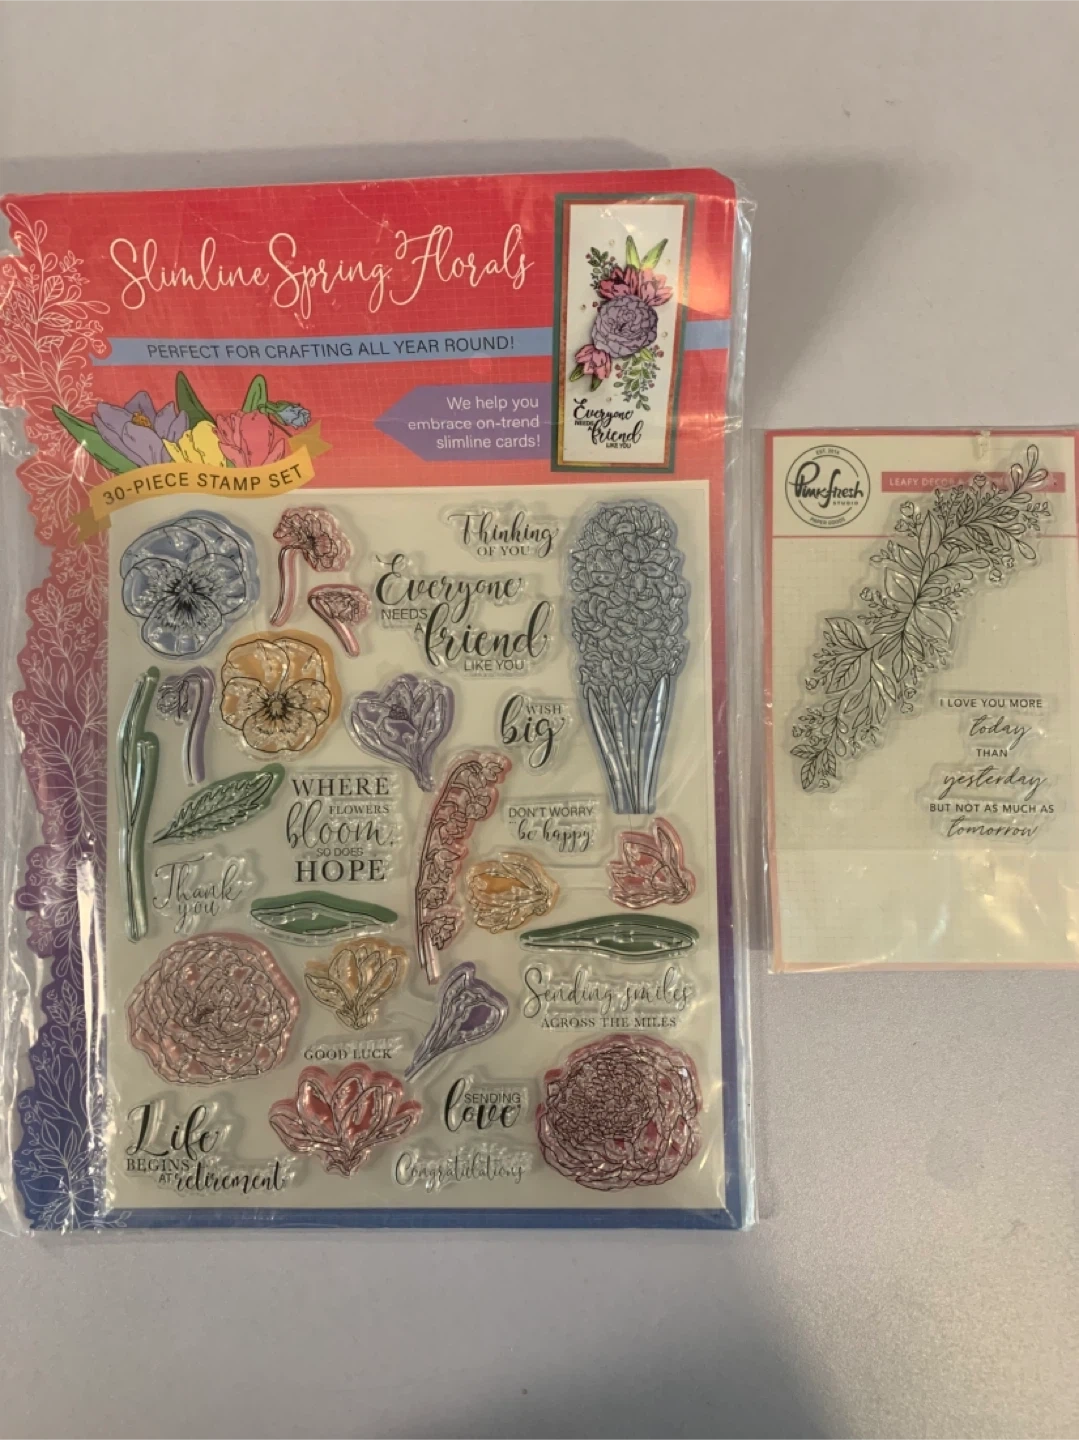 Slimline Spring Florals
PERFECT FOR CRAFTING ALL YEAR ROUND!
We help you
embrace on-trend
slimline cards!
Everyone
NEEDS
A friend
LIKE YOU
30-PIECE STAMP SET
Thinking
OF YOU
Everyone
NEEDS
A friend
LIKE YOU
WISH
big
WHERE
FLOWERS
bloom,
SO DOES
HOPE
DON'T WORRY
be happy
Thank
you
Sending smiles
ACROSS THE MILES
GOOD LUCK
SENDING
love
Life
BEGINS
AT retirement
Congratulations
EST. 2016
Pinkfresh
STUDIO
LEAFY DECOR
I LOVE YOU MORE
today
THAN
yesterday
BUT NOT AS MUCH AS
tomorrow